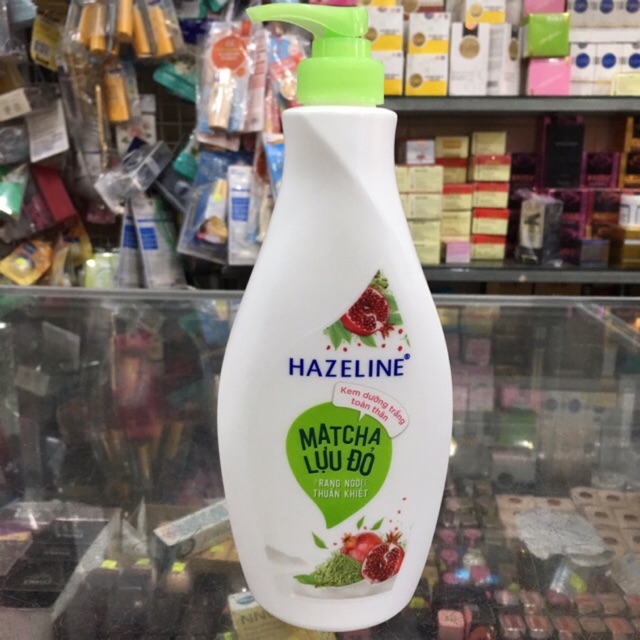 HAZELINE®
Kem dưỡng trắng
toàn thân
MATCHA
LỰU ĐỎ
RẠNG NGỜI
THUẦN KHIẾT